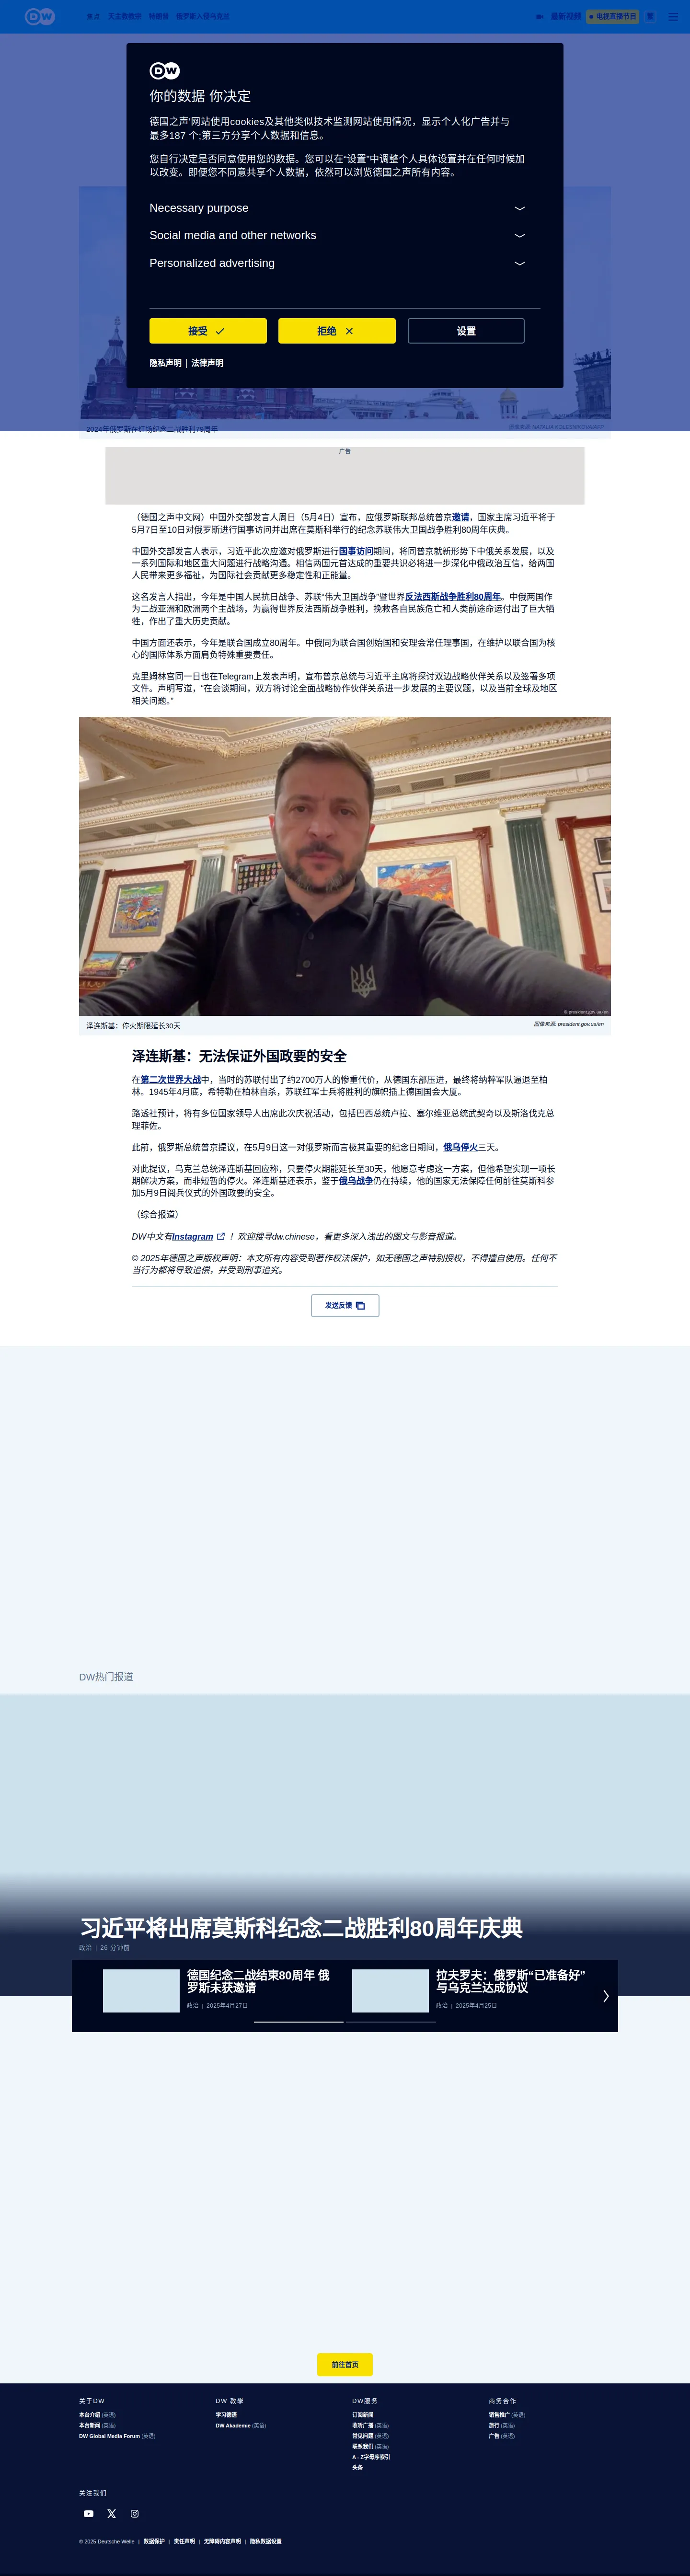 DW
焦点
天主教教宗
特朗普
俄罗斯入侵乌克兰
最新视频
电视直播节目
繁
DW
你的数据 你决定
德国之声'网站使用cookies及其他类似技术监测网站使用情况，显示个人化广告并与
最多187 个;第三方分享个人数据和信息。
您自行决定是否同意使用您的数据。您可以在“设置”中调整个人具体设置并在任何时候加
以改变。即便您不同意共享个人数据，依然可以浏览德国之声所有内容。
Necessary purpose
Social media and other networks
Personalized advertising
接受
拒绝
设置
隐私声明 | 法律声明
2024年俄罗斯在红场纪念二战胜利79周年
广告
（德国之声中文网）中国外交部发言人周日（5月4日）宣布，应俄罗斯联邦总统普京邀请，国家主席习近平将于
5月7日至10日对俄罗斯进行国事访问并出席在莫斯科举行的纪念苏联伟大卫国战争胜利80周年庆典。
中国外交部发言人表示，习近平此次应邀对俄罗斯进行国事访问期间，将同普京就新形势下中俄关系发展，以及
一系列国际和地区重大问题进行战略沟通。相信两国元首达成的重要共识必将进一步深化中俄政治互信，给两国
人民带来更多福祉，为国际社会贡献更多稳定性和正能量。
这名发言人指出，今年是中国人民抗日战争、苏联“伟大卫国战争”暨世界反法西斯战争胜利80周年。中俄两国作
为二战亚洲和欧洲两个主战场，为赢得世界反法西斯战争胜利，挽救各自民族危亡和人类前途命运付出了巨大牺
牲，作出了重大历史贡献。
中国方面还表示，今年是联合国成立80周年。中俄同为联合国创始国和安理会常任理事国，在维护以联合国为核
心的国际体系方面肩负特殊重要责任。
克里姆林宫同一日也在Telegram上发表声明，宣布普京总统与习近平主席将探讨双边战略伙伴关系以及签署多项
文件。声明写道，“在会谈期间，双方将讨论全面战略协作伙伴关系进一步发展的主要议题，以及当前全球及地区
相关问题。”
© president.gov.ua/en
泽连斯基：停火期限延长30天
图像来源: president.gov.ua/en
泽连斯基：无法保证外国政要的安全
在第二次世界大战中，当时的苏联付出了约2700万人的惨重代价，从德国东部压进，最终将纳粹军队逼退至柏
林。1945年4月底，希特勒在柏林自杀，苏联红军士兵将胜利的旗帜插上德国国会大厦。
路透社预计，将有多位国家领导人出席此次庆祝活动，包括巴西总统卢拉、塞尔维亚总统武契奇以及斯洛伐克总
理菲佐。
此前，俄罗斯总统普京提议，在5月9日这一对俄罗斯而言极其重要的纪念日期间，俄乌停火三天。
对此提议，乌克兰总统泽连斯基回应称，只要停火期能延长至30天，他愿意考虑这一方案，但他希望实现一项长
期解决方案，而非短暂的停火。泽连斯基还表示，鉴于俄乌战争仍在持续，他的国家无法保障任何前往莫斯科参
加5月9日阅兵仪式的外国政要的安全。
（综合报道）
DW中文有Instagram ！欢迎搜寻dw.chinese，看更多深入浅出的图文与影音报道。
© 2025年德国之声版权声明：本文所有内容受到著作权法保护，如无德国之声特别授权，不得擅自使用。任何不
当行为都将导致追偿，并受到刑事追究。
发送反馈
DW热门报道
习近平将出席莫斯科纪念二战胜利80周年庆典
政治 | 26 分钟前
德国纪念二战结束80周年 俄
罗斯未获邀请
政治 | 2025年4月27日
拉夫罗夫：俄罗斯“已准备好”
与乌克兰达成协议
政治 | 2025年4月25日
前往首页
关于DW
本台介绍 (英语)
本台新闻 (英语)
DW Global Media Forum (英语)
DW 教學
学习德语
DW Akademie (英语)
DW服务
订阅新闻
收听广播 (英语)
常见问题 (英语)
联系我们 (英语)
A - Z字母序索引
头条
商务合作
销售推广 (英语)
旅行 (英语)
广告 (英语)
关注我们
© 2025 Deutsche Welle | 数据保护 | 责任声明 | 无障碍内容声明 | 隐私数据设置